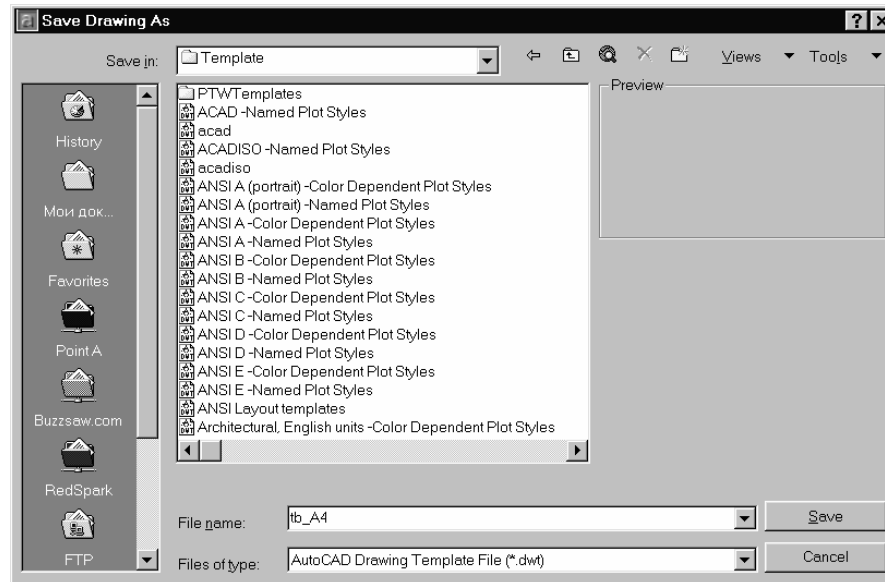 Save Drawing As
Save in:
Template
Views
Tools
History
Мои док...
Favorites
Point A
Buzzsaw.com
RedSpark
FTP
PTWTemplates
ACAD -Named Plot Styles
acad
ACADISO -Named Plot Styles
acadiso
ANSI A (portrait) -Color Dependent Plot Styles
ANSI A (portrait) -Named Plot Styles
ANSI A -Color Dependent Plot Styles
ANSI A -Named Plot Styles
ANSI B -Color Dependent Plot Styles
ANSI B -Named Plot Styles
ANSI C -Color Dependent Plot Styles
ANSI C -Named Plot Styles
ANSI D -Color Dependent Plot Styles
ANSI D -Named Plot Styles
ANSI E -Color Dependent Plot Styles
ANSI E -Named Plot Styles
ANSI Layout templates
Architectural, English units -Color Dependent Plot Styles
Preview
File name:
tb_A4
Save
Files of type:
AutoCAD Drawing Template File (*.dwt)
Cancel